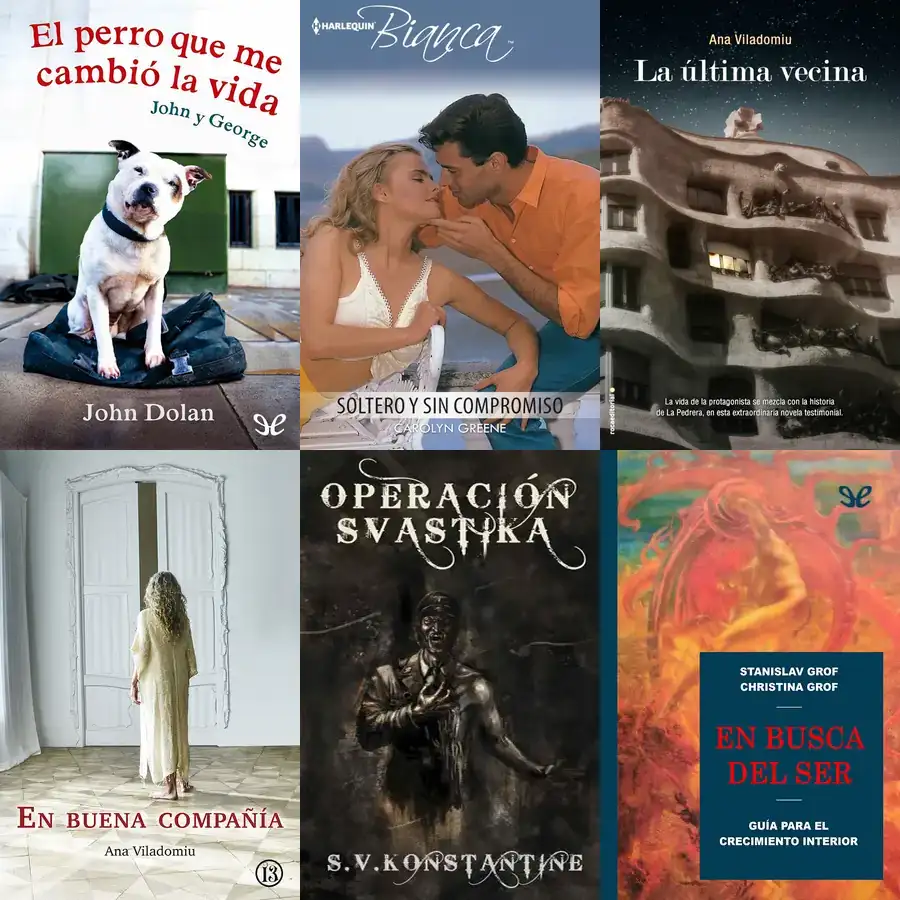 El perro que me
cambió la vida
John y George
John Dolan
HARLEQUIN
Bianca
SOLTERO Y SIN COMPROMISO
CAROLYN GREENE
Ana Viladomiu
La última vecina
La vida de la protagonista se mezcla con la historia
de La Pedrera, en esta extraordinaria novela testimonial.
rocaeditorial
En buena compañía
Ana Viladomiu
13
OPERACIÓN
SVASTIKA
S.V.KONSTANTINE
STANISLAV GROF
CHRISTINA GROF
EN BUSCA
DEL SER
GUÍA PARA EL
CRECIMIENTO INTERIOR